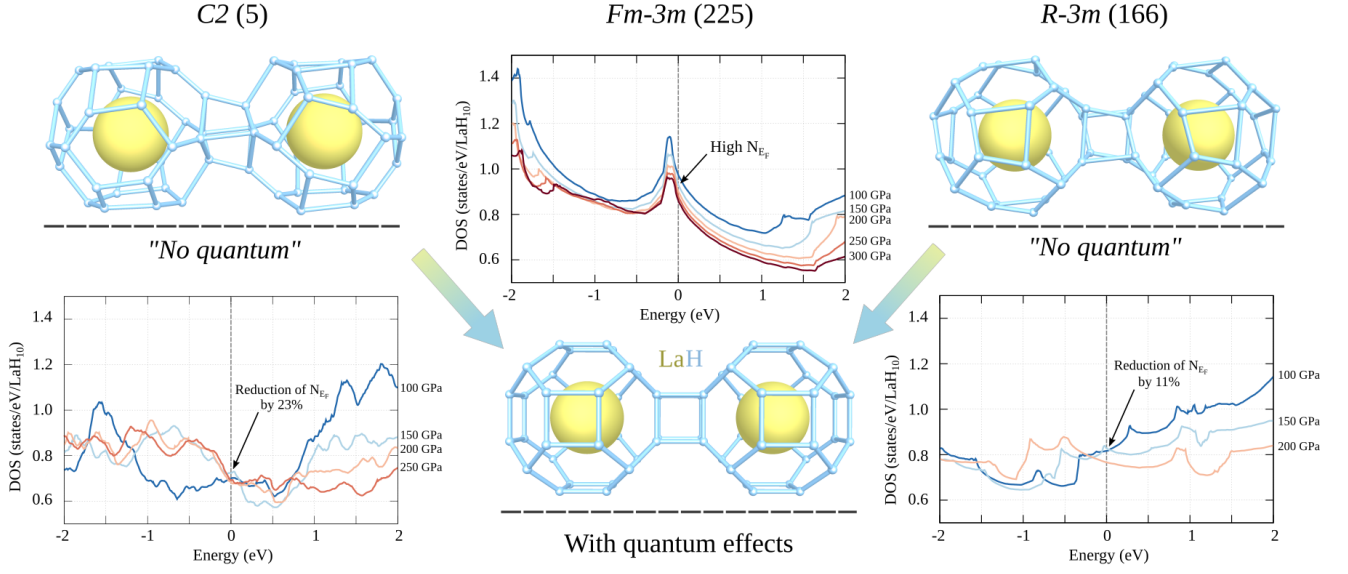 C2 (5)
Fm-3m (225)
R-3m (166)
"No quantum"
"No quantum"
DOS (states/eV/LaH10)
1.4
1.2
1.0
0.8
0.6
High NEF
100 GPa
150 GPa
200 GPa
250 GPa
300 GPa
-2
-1
0
1
2
Energy (eV)
DOS (states/eV/LaH10)
1.4
1.2
1.0
0.8
0.6
Reduction of NEF
by 23%
100 GPa
150 GPa
200 GPa
250 GPa
-2
-1
0
1
2
Energy (eV)
LaH
With quantum effects
DOS (states/eV/LaH10)
1.4
1.2
1.0
0.8
0.6
Reduction of NEF
by 11%
100 GPa
150 GPa
200 GPa
-2
-1
0
1
2
Energy (eV)